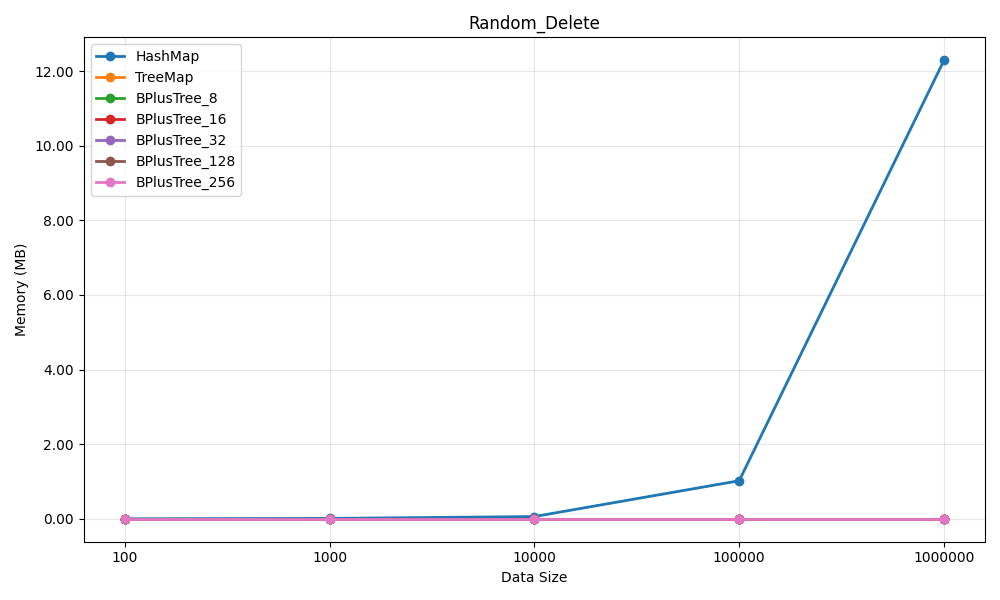 Random_Delete
HashMap
TreeMap
BPlusTree_8
BPlusTree_16
BPlusTree_32
BPlusTree_128
BPlusTree_256
12.00
10.00
8.00
6.00
4.00
2.00
0.00
Memory (MB)
100 1000 10000 100000 1000000
Data Size